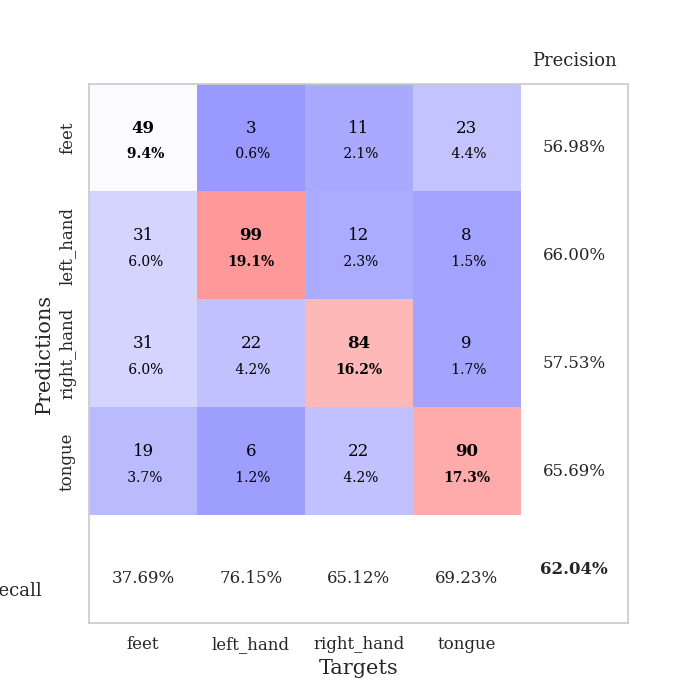 Precision
feet 49 3 11 23 56.98%
9.4% 0.6% 2.1% 4.4%
left_hand 31 99 12 8 66.00%
6.0% 19.1% 2.3% 1.5%
Predictions
right_hand 31 22 84 9 57.53%
6.0% 4.2% 16.2% 1.7%
tongue 19 6 22 90 65.69%
3.7% 1.2% 4.2% 17.3%
ecall 37.69% 76.15% 65.12% 69.23% 62.04%
feet left_hand right_hand tongue
Targets